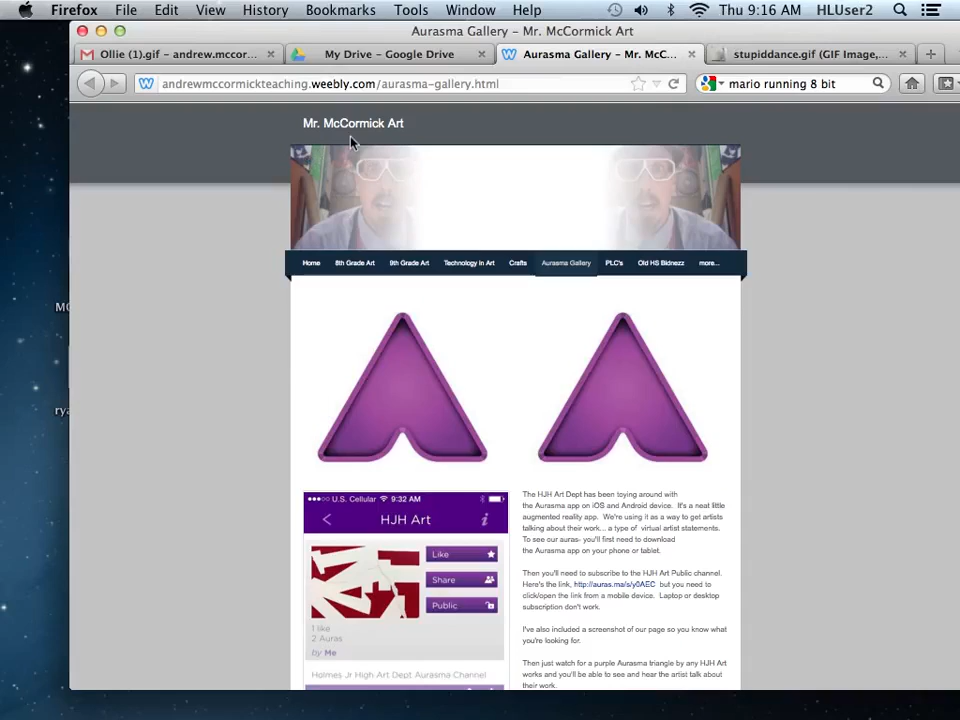 Firefox File Edit View History Bookmarks Tools Window Help Thu 9:16 AM HLUser2
Aurasma Gallery – Mr. McCormick Art
Ollie (1).gif – andrew.mccor... My Drive – Google Drive Aurasma Gallery – Mr. McC... stupiddance.gif (GIF Image,...
andrewmccormickteaching.weebly.com/aurasma-gallery.html mario running 8 bit
Mr. McCormick Art
Home 8th Grade Art 9th Grade Art Technology in Art Crafts Aurasma Gallery PLC's Old HS Bidnezz more...
U.S. Cellular 9:32 AM
HJH Art
Like
Share
Public
1 like
2 Auras
by Me
Holmes Jr High Art Dept Aurasma Channel
The HJH Art Dept has been toying around with
the Aurasma app on iOS and Android device. It's a neat little
augmented reality app. We're using it as a way to get artists
talking about their work... a type of virtual artist statements.
To see our auras- you'll first need to download
the Aurasma app on your phone or tablet.
Then you'll need to subscribe to the HJH Art Public channel.
Here's the link, http://auras.ma/s/y0AEC but you need to
click/open the link from a mobile device. Laptop or desktop
subscription don't work.
I've also included a screenshot of our page so you know what
you're looking for.
Then just watch for a purple Aurasma triangle by any HJH Art
works and you'll be able to see and hear the artist talk about
their work.